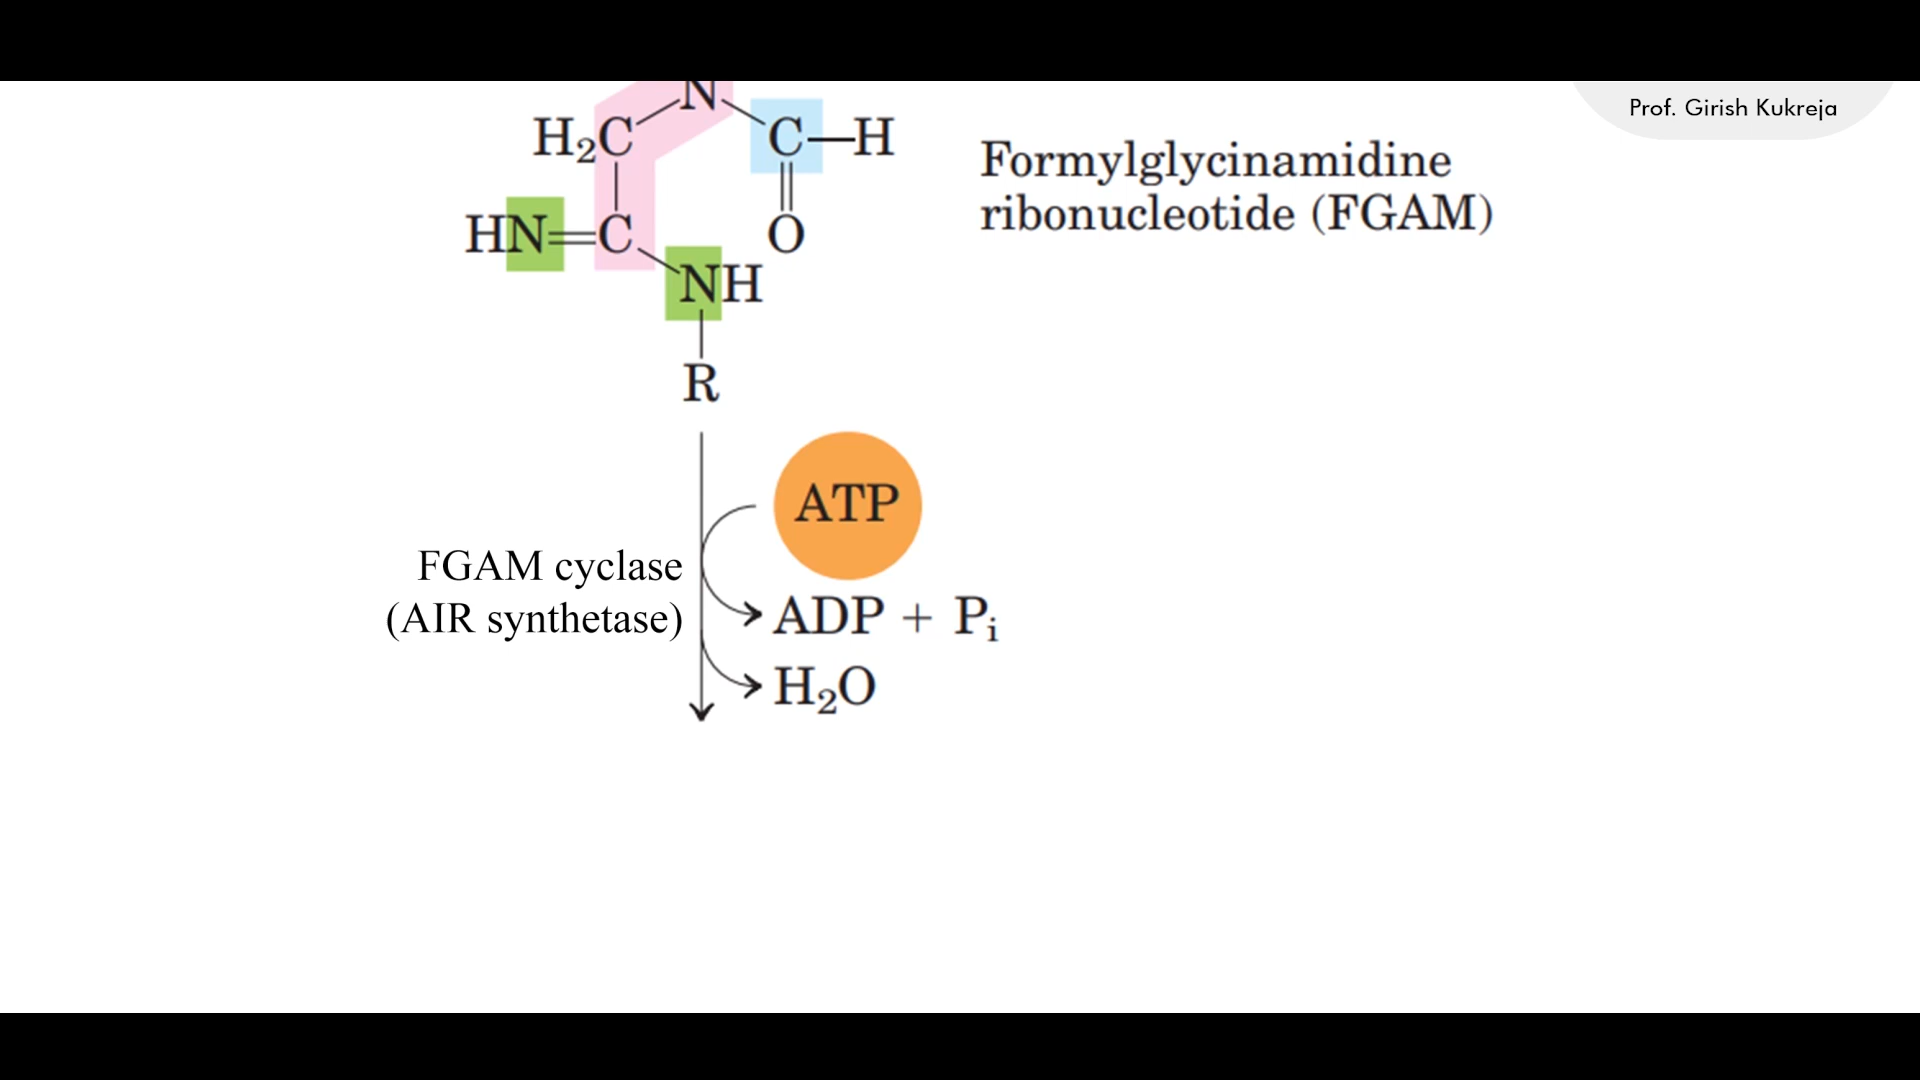 Prof. Girish Kukreja
N
H₂C C—H
Formylglycinamidine
ribonucleotide (FGAM)
HN=C O
NH
R
ATP
FGAM cyclase
(AIR synthetase)
ADP + Pᵢ
H₂O